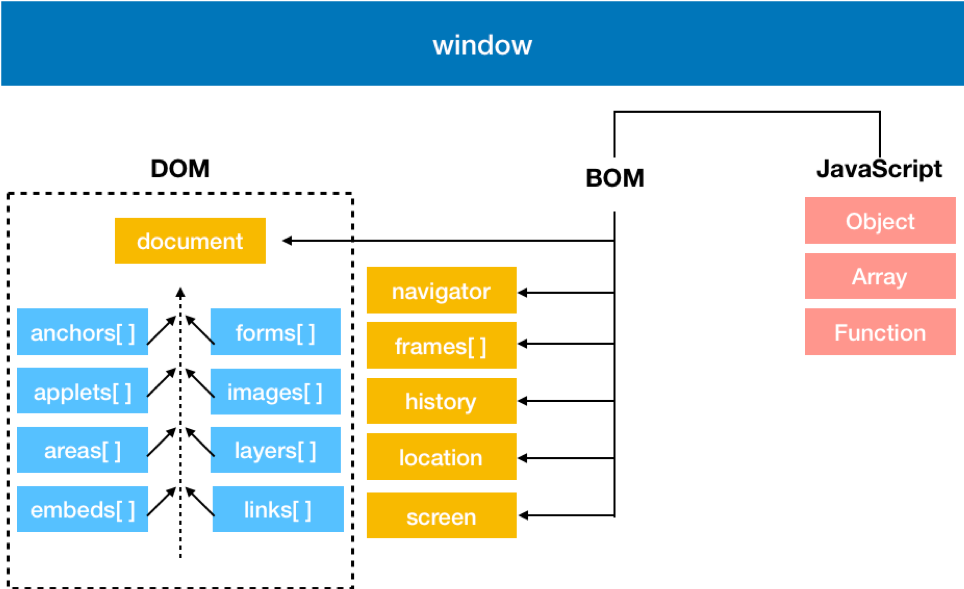 window
DOM
BOM
JavaScript
document
anchors[ ]
forms[ ]
applets[ ]
images[ ]
areas[ ]
layers[ ]
embeds[ ]
links[ ]
navigator
frames[ ]
history
location
screen
Object
Array
Function